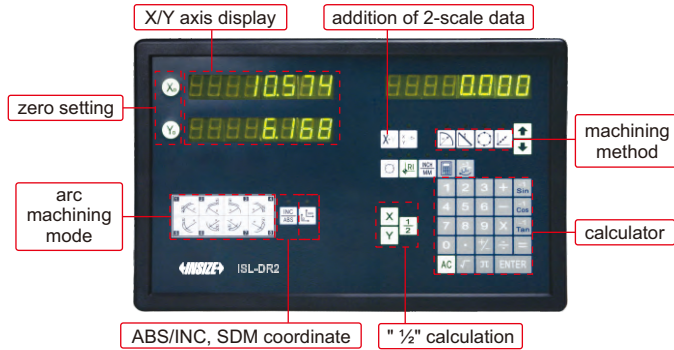 X/Y axis display
addition of 2-scale data
X₀ 10.574 0.000
zero setting
Y₀ 6.168
machining
method
INCH
MM
arc
machining
mode
1 2 3 + Sin
INC
ABS
X
Y
1
2
4 5 6 − Cos
7 8 9 X Tan
calculator
0 · +/− ÷ =
INSIZE ISL-DR2
AC √ π ENTER
ABS/INC, SDM coordinate
" ½" calculation